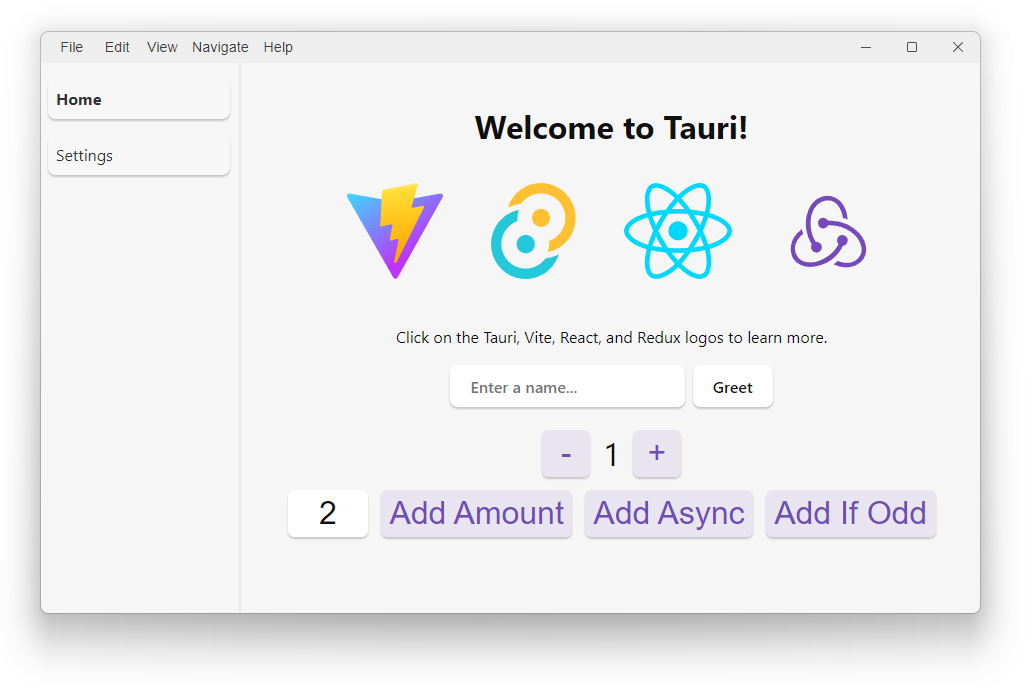 File Edit View Navigate Help
Home
Settings
Welcome to Tauri!
Click on the Tauri, Vite, React, and Redux logos to learn more.
Enter a name... Greet
- 1 +
2 Add Amount Add Async Add If Odd